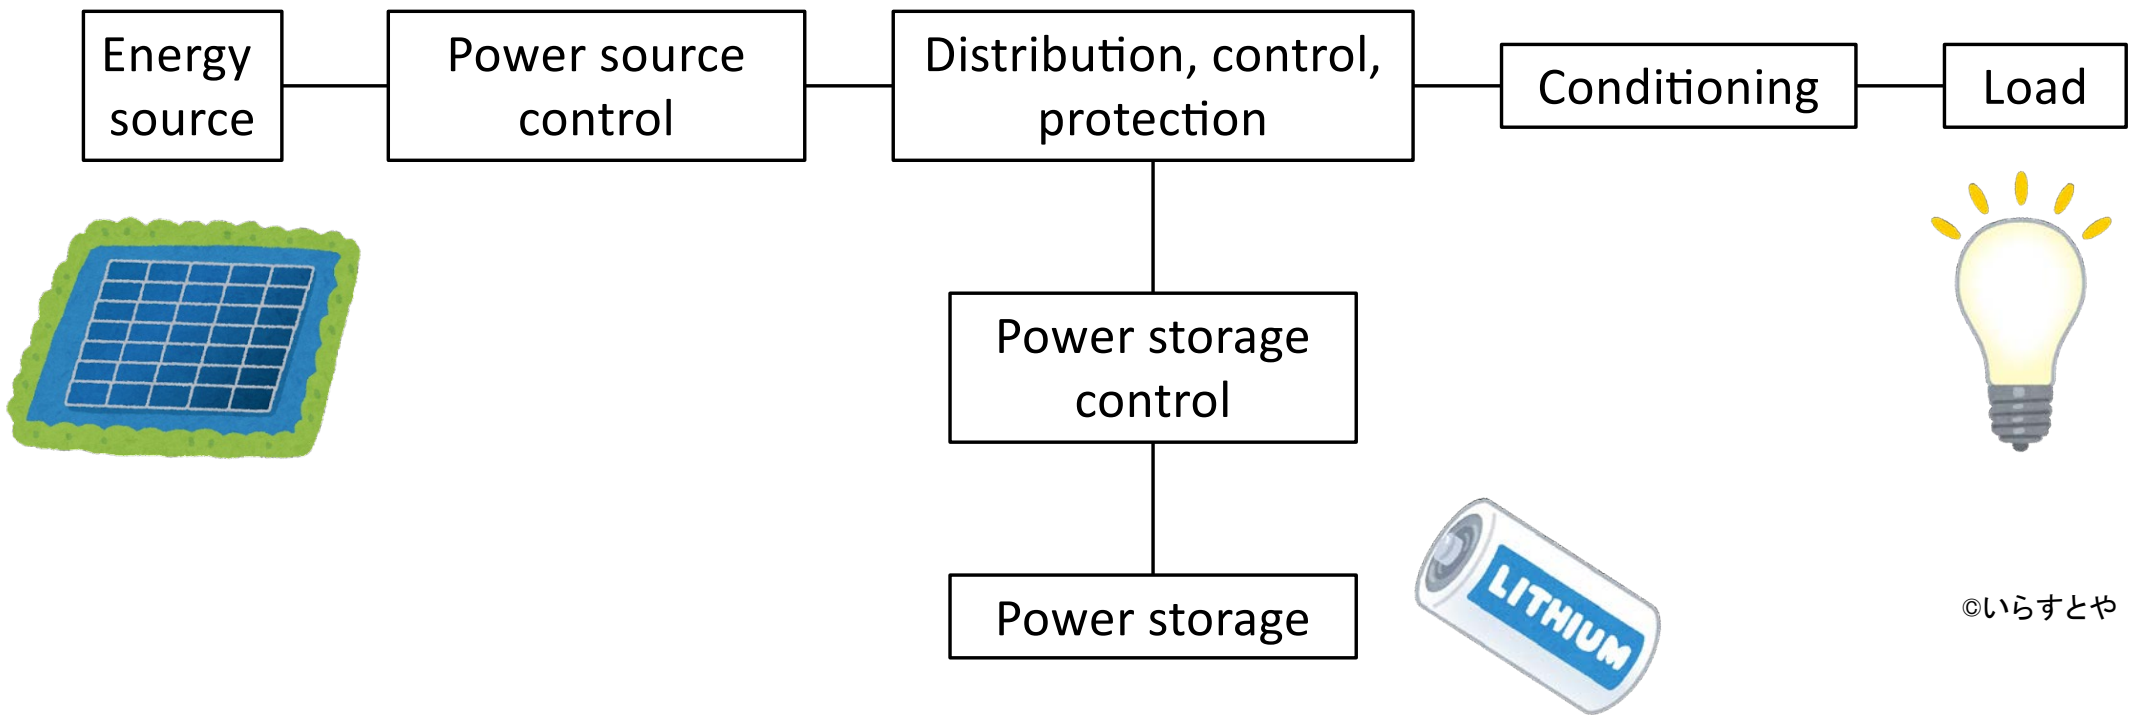 Energy
source
Power source
control
Distribution, control,
protection
Conditioning
Load
Power storage
control
Power storage
LITHIUM
©いらすとや